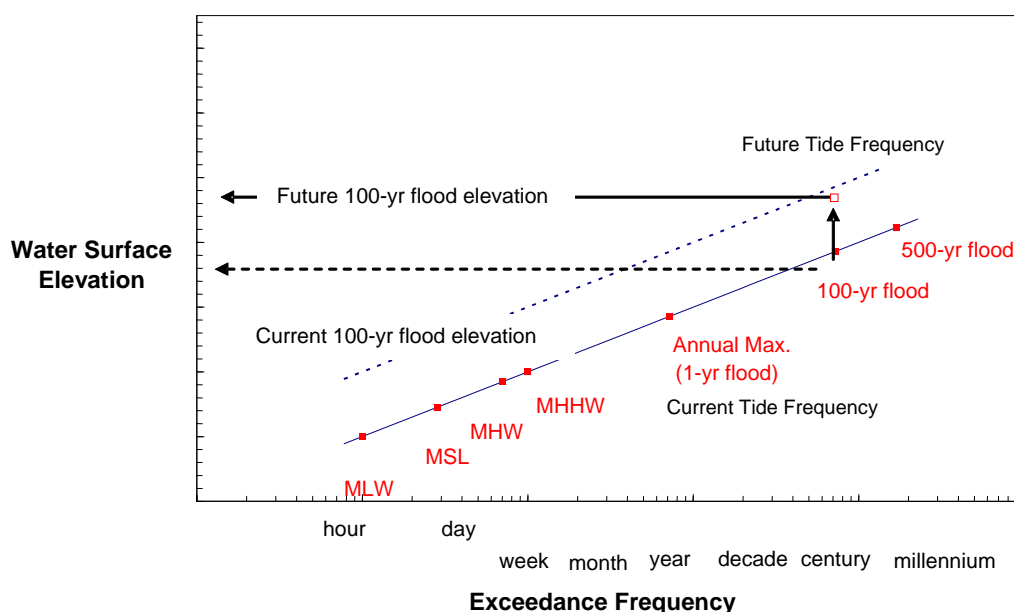 Future Tide Frequency
Future 100-yr flood elevation
Water Surface
Elevation
500-yr flood
100-yr flood
Current 100-yr flood elevation
Annual Max.
(1-yr flood)
MHHW
Current Tide Frequency
MHW
MSL
MLW
hour
day
week
month
year
decade
century
millennium
Exceedance Frequency